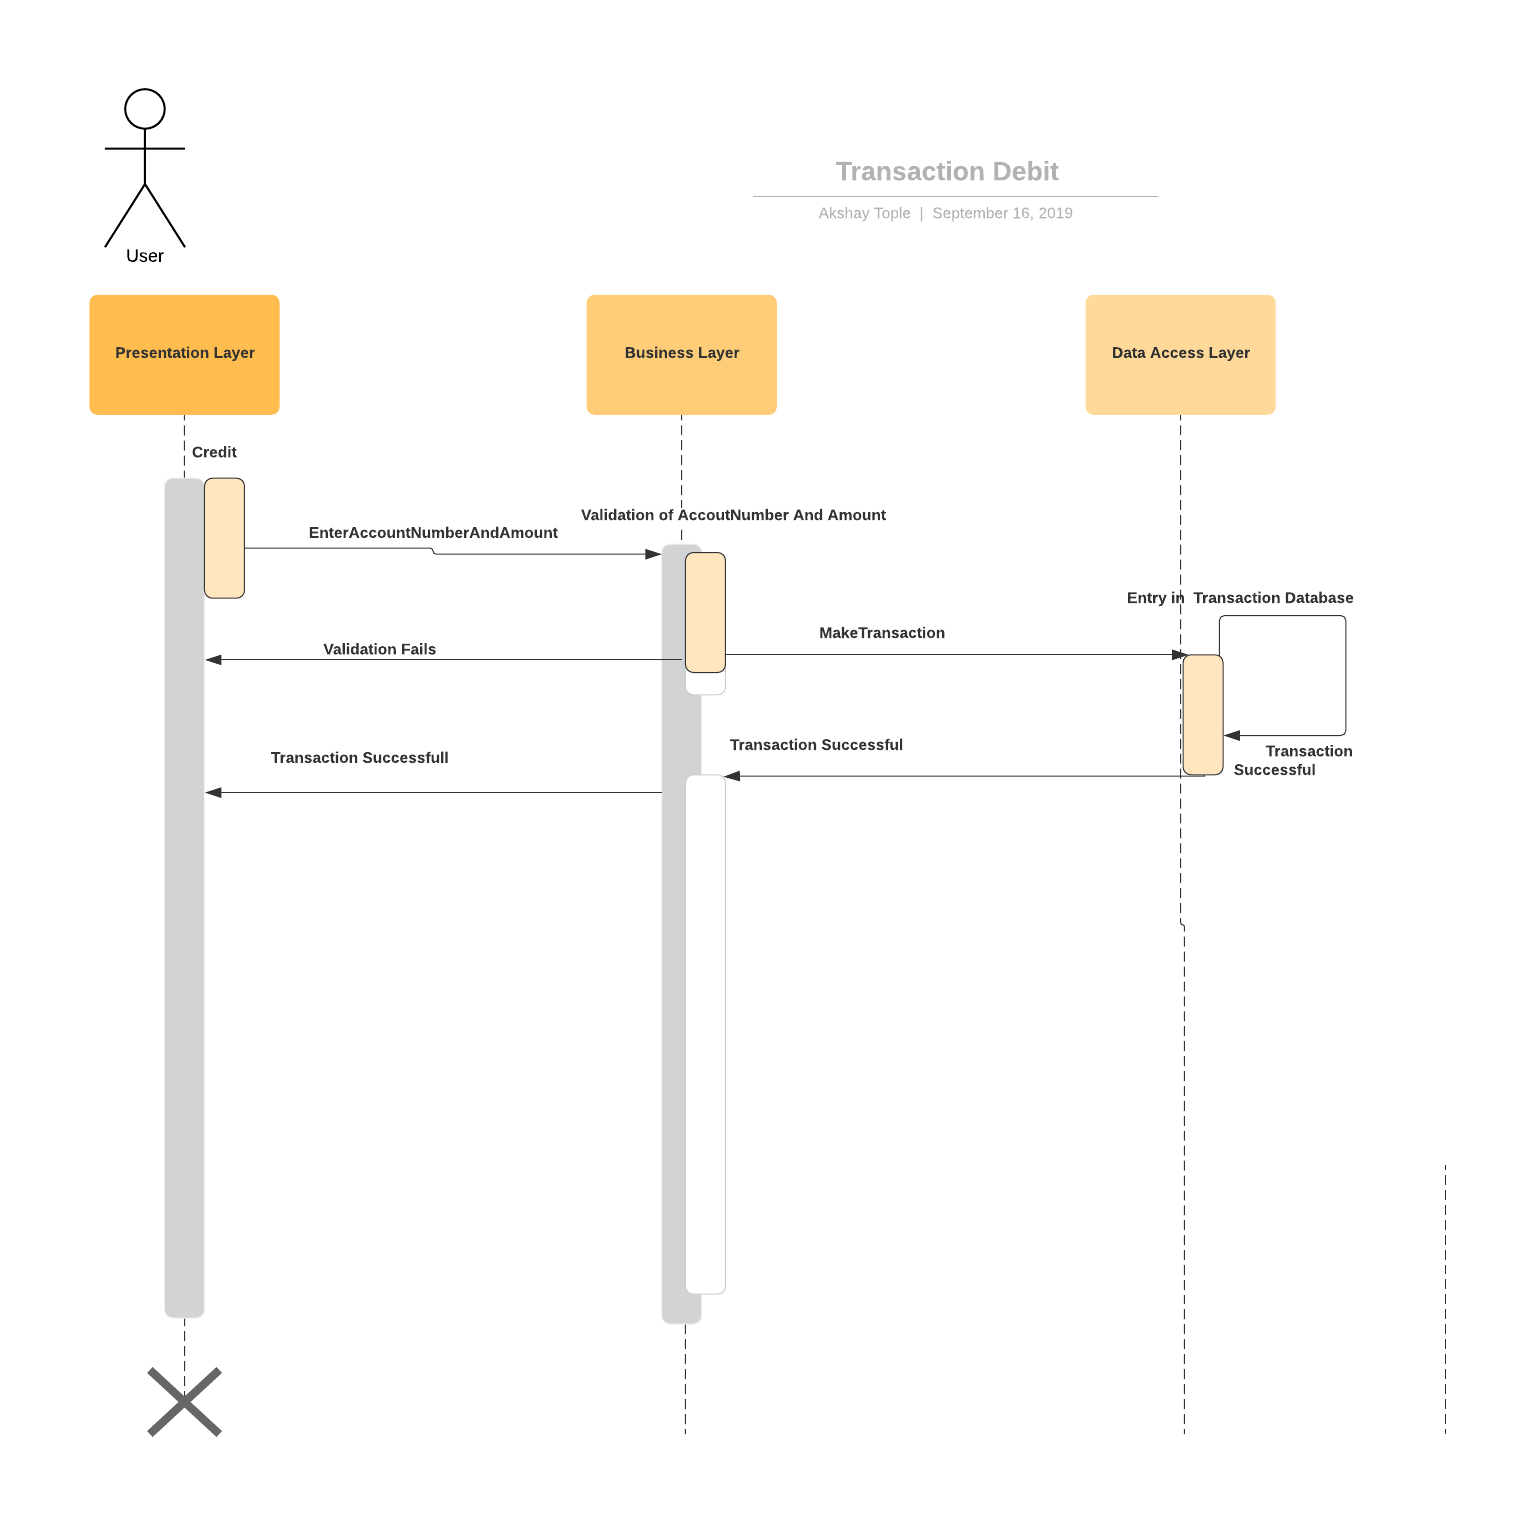 Transaction Debit
Akshay Tople | September 16, 2019
User
Presentation Layer
Business Layer
Data Access Layer
Credit
Validation of AccoutNumber And Amount
EnterAccountNumberAndAmount
Entry in Transaction Database
MakeTransaction
Validation Fails
Transaction Successful
Transaction
Successful
Transaction Successfull